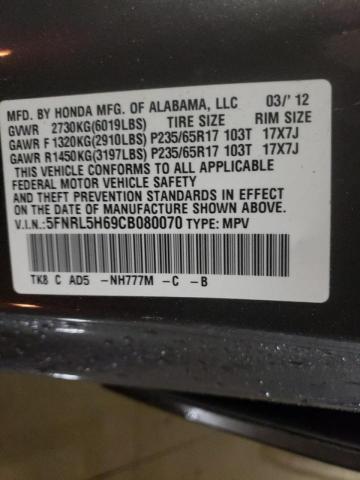 MFD. BY HONDA MFG. OF ALABAMA, LLC 03/'12
GVWR 2730KG(6019LBS) TIRE SIZE RIM SIZE
GAWR F 1320KG(2910LBS) P235/65R17 103T 17X7J
GAWR R1450KG(3197LBS) P235/65R17 103T 17X7J
THIS VEHICLE CONFORMS TO ALL APPLICABLE
FEDERAL MOTOR VEHICLE SAFETY
AND THEFT PREVENTION STANDARDS IN EFFECT
ON THE DATE OF MANUFACTURE SHOWN ABOVE.
V.I.N.: 5FNRL5H69CB080070 TYPE: MPV
TK8 C AD5 -NH777M -C -B